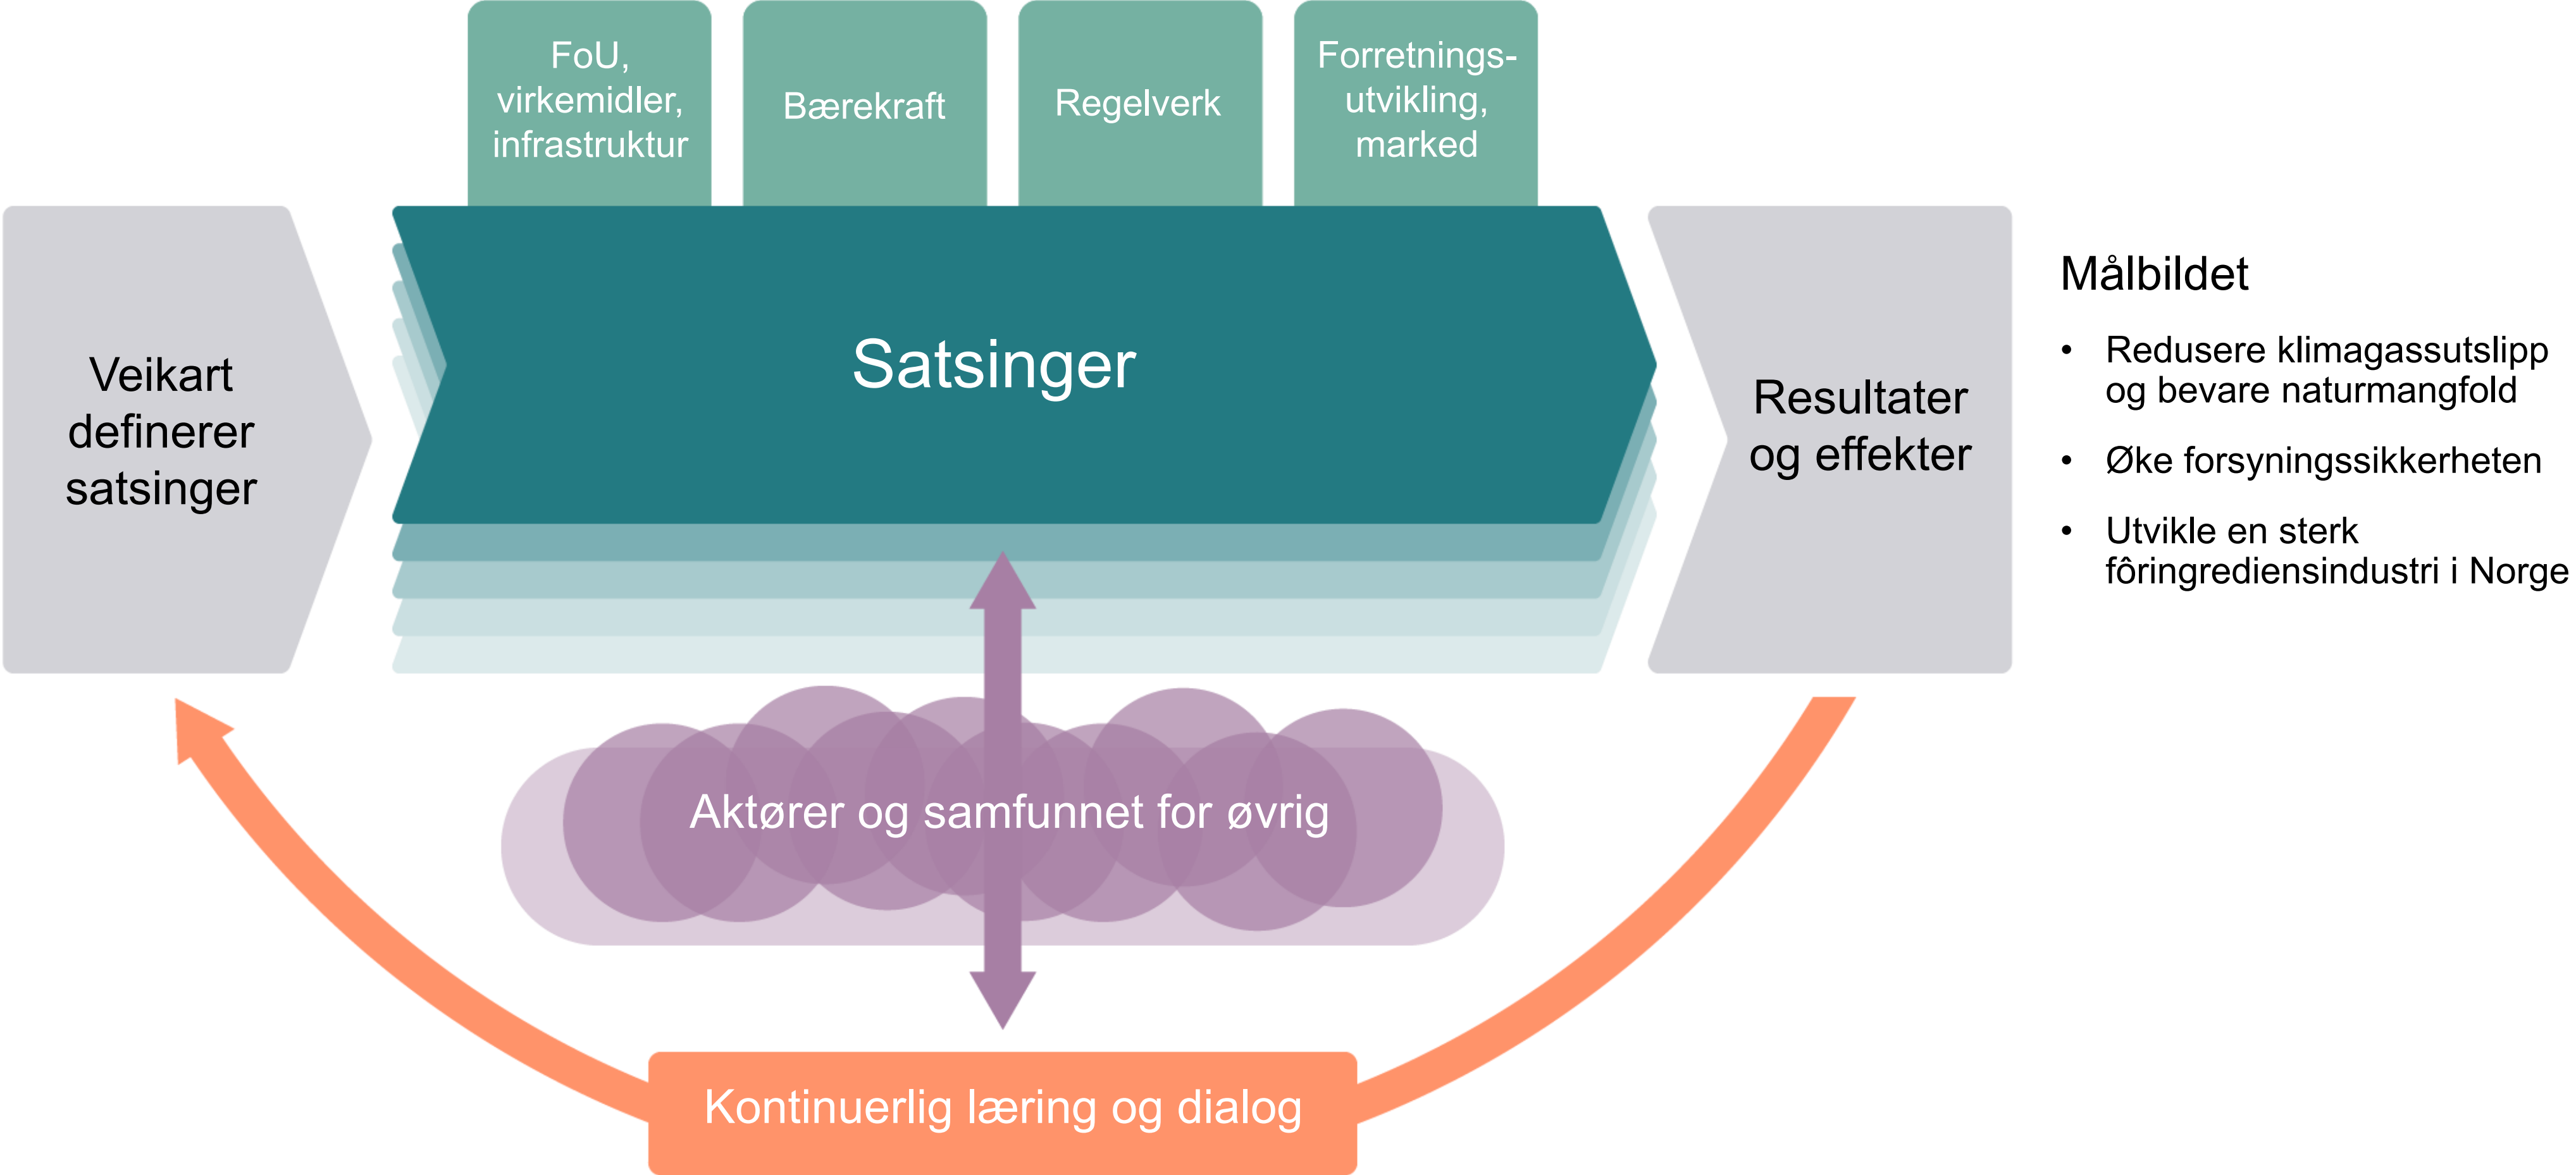 FoU,
virkemidler,
infrastruktur
Bærekraft
Regelverk
Forretnings-
utvikling,
marked
Veikart
definerer
satsinger
Satsinger
Resultater
og effekter
Målbildet
• Redusere klimagassutslipp
og bevare naturmangfold
• Øke forsyningssikkerheten
• Utvikle en sterk
fôringrediensindustri i Norge
Aktører og samfunnet for øvrig
Kontinuerlig læring og dialog